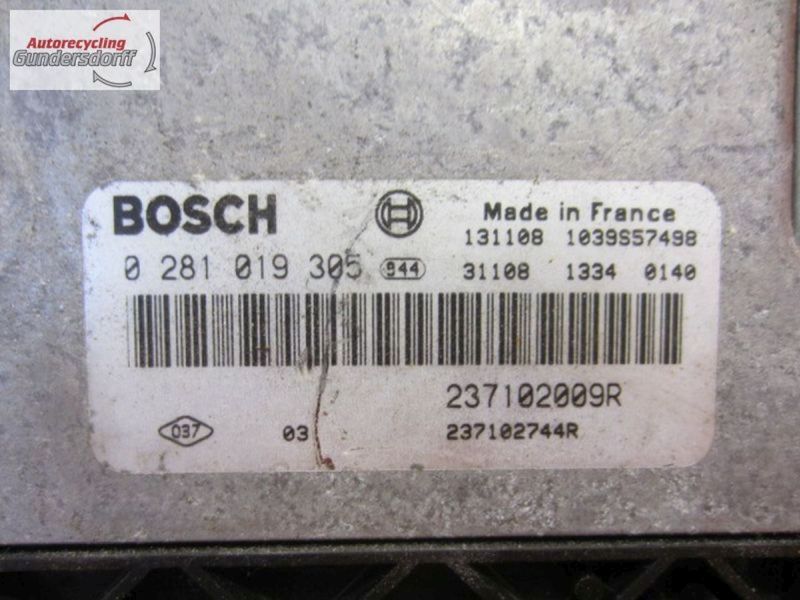 Autorecycling
Gundersdorff
BOSCH
Made in France
131108 1039S57498
0 281 019 305 944 31108 1334 0140
237102009R
037 03 237102744R